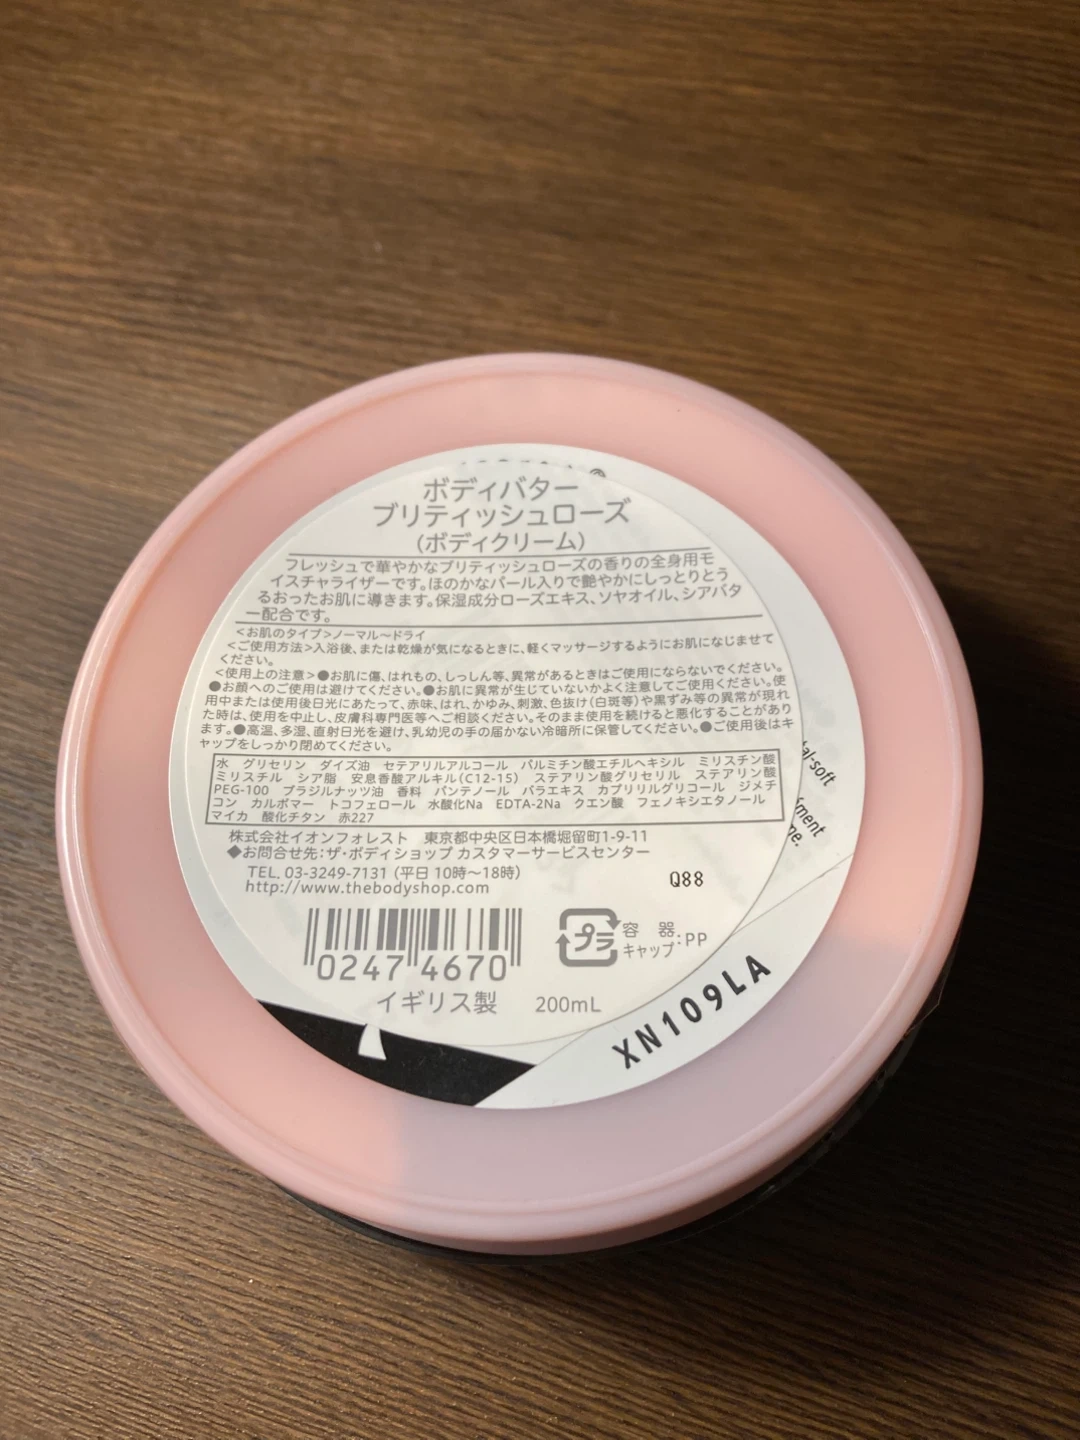 ボディバター
ブリティッシュローズ
(ボディクリーム)
フレッシュで華やかなブリティッシュローズの香りの全身用モ
イスチャライザーです。ほのかなパール入りで艶やかにしっとりとう
るおったお肌に導きます。保湿成分ローズエキス、ソヤオイル、シアバタ
ー配合です。
<お肌のタイプ>ノーマル〜ドライ
<ご使用方法>入浴後、または乾燥が気になるときに、軽くマッサージするようにお肌になじませて
ください。
<使用上の注意>●お肌に傷、はれもの、しっしん等、異常があるときはご使用にならないでください。
●お顔へのご使用は避けてください。●お肌に異常が生じていないかよく注意してご使用ください。使
用中または使用後日光にあたって、赤味、はれ、かゆみ、刺激、色抜け(白斑等)や黒ずみ等の異常が現れ
た時は、使用を中止し、皮膚科専門医等へご相談ください。そのまま使用を続けると悪化することがあり
ます。●高温、多湿、直射日光を避け、乳幼児の手の届かない冷暗所に保管してください。●ご使用後はキ
ャップをしっかり閉めてください。
水 グリセリン ダイズ油 セテアリルアルコール パルミチン酸エチルヘキシル ミリスチン酸
ミリスチル シア脂 安息香酸アルキル(C12-15) ステアリン酸グリセリル ステアリン酸
PEG-100 ブラジルナッツ油 香料 パンテノール バラエキス カプリリルグリコール ジメチ
コン カルボマー トコフェロール 水酸化Na EDTA-2Na クエン酸 フェノキシエタノール
マイカ 酸化チタン 赤227
株式会社イオンフォレスト 東京都中央区日本橋堀留町1-9-11
◆お問合せ先:ザ・ボディショップ カスタマーサービスセンター
TEL. 03-3249-7131 (平日 10時〜18時)
http://www.thebodyshop.com
Q88
0247 4670
プラ
容器
キャップ:PP
イギリス製 200mL
XN109LA